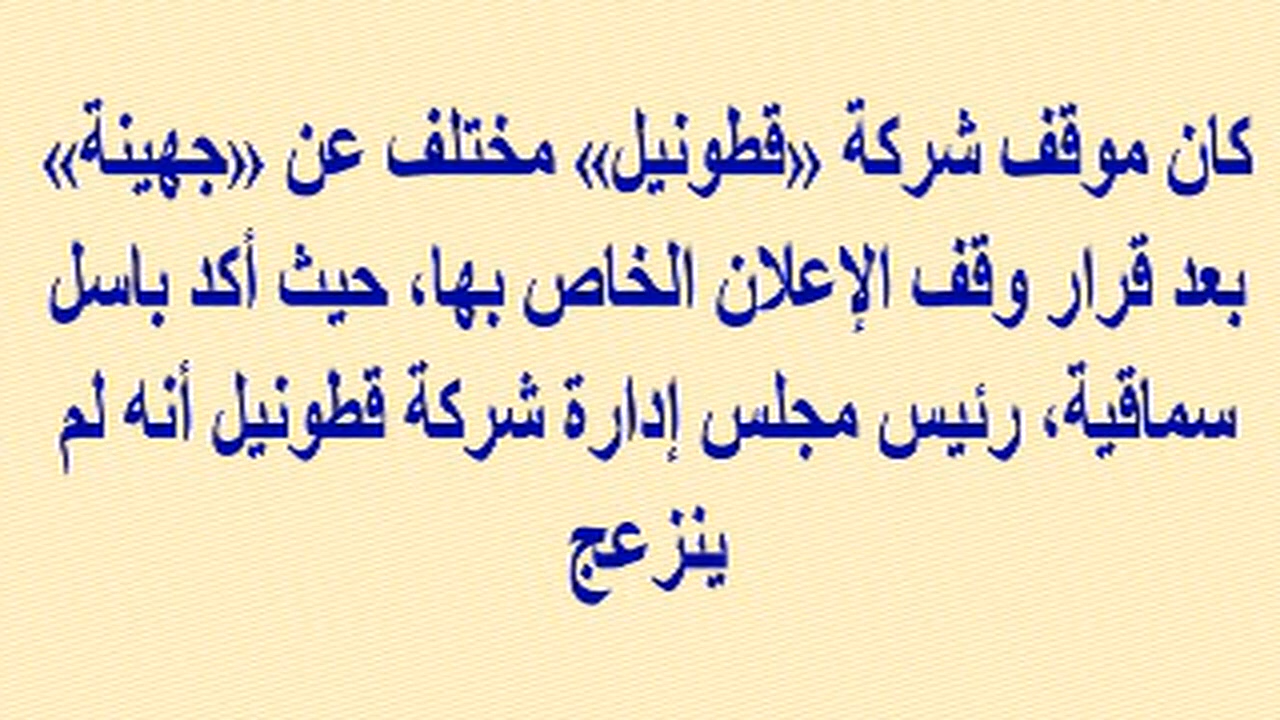 كان موقف شركة «قطونيل» مختلف عن «جهينة»
بعد قرار وقف الإعلان الخاص بها، حيث أكد باسل
سماقية، رئيس مجلس إدارة شركة قطونيل أنه لم
ينزعج